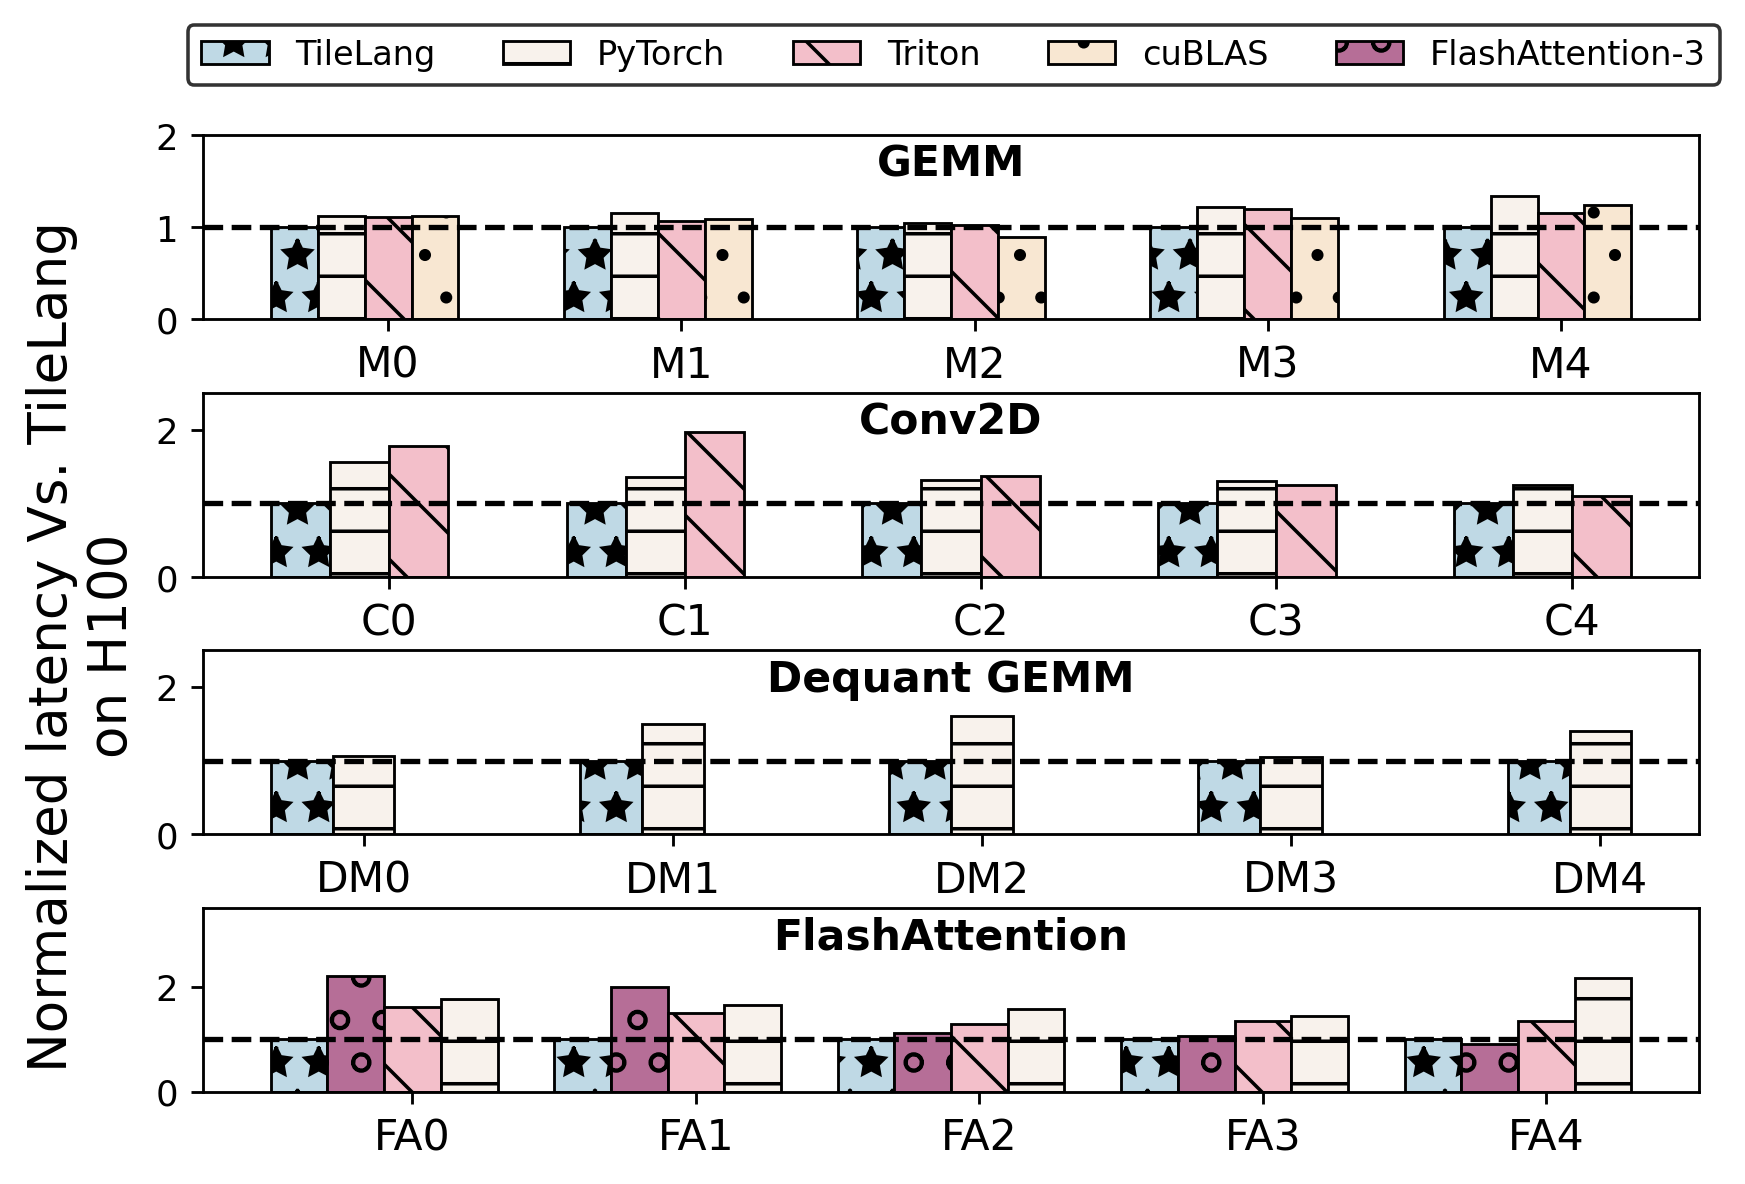 TileLang PyTorch Triton cuBLAS FlashAttention-3
Normalized latency Vs. TileLang
on H100
GEMM
2
1
0
M0 M1 M2 M3 M4
Conv2D
2
0
C0 C1 C2 C3 C4
Dequant GEMM
2
0
DM0 DM1 DM2 DM3 DM4
FlashAttention
2
0
FA0 FA1 FA2 FA3 FA4